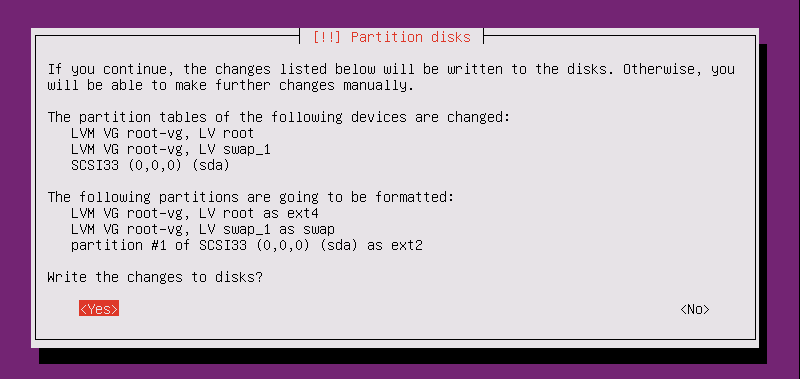 [!!] Partition disks
If you continue, the changes listed below will be written to the disks. Otherwise, you
will be able to make further changes manually.
The partition tables of the following devices are changed:
LVM VG root-vg, LV root
LVM VG root-vg, LV swap_1
SCSI33 (0,0,0) (sda)
The following partitions are going to be formatted:
LVM VG root-vg, LV root as ext4
LVM VG root-vg, LV swap_1 as swap
partition #1 of SCSI33 (0,0,0) (sda) as ext2
Write the changes to disks?
<Yes> <No>